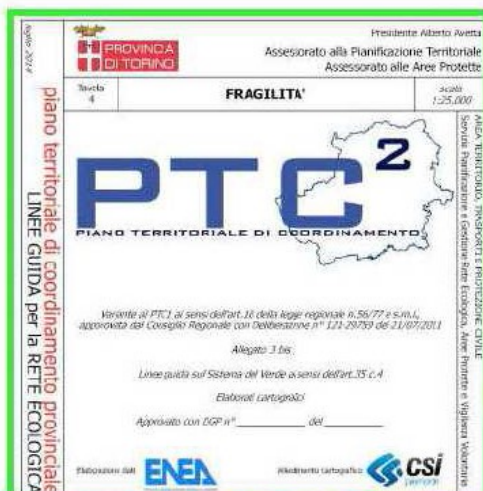 luglio 2014
piano territoriale di coordinamento provinciale
LINEE GUIDA per la RETE ECOLOGICA
PROVINCIA
DI TORINO
Presidente Alberto Avetta
Assessorato alla Pianificazione Territoriale
Assessorato alle Aree Protette
Tavola
4
FRAGILITA'
scala
1:25.000
PTC2
PIANO TERRITORIALE DI COORDINAMENTO
Variante al PTC1 ai sensi dell'art.10 della legge regionale n.56/77 e s.m.i.,
approvata dal Consiglio Regionale con Deliberazione n° 121-29759 del 21/07/2011
Allegato 3 bis
Linee guida sul Sistema del Verde ai sensi dell'art.35 c.4
Elaborati cartografici
Approvato con DGP n° ____________ del ________
Elaborazione dati
ENEA
Riferimento cartografico
CSI
piemonte
AREA TERRITORIO, TRASPORTI E PROTEZIONE CIVILE
Servizio Pianificazione e Gestione Rete Ecologica, Aree Protette e Vigilanza Volontaria